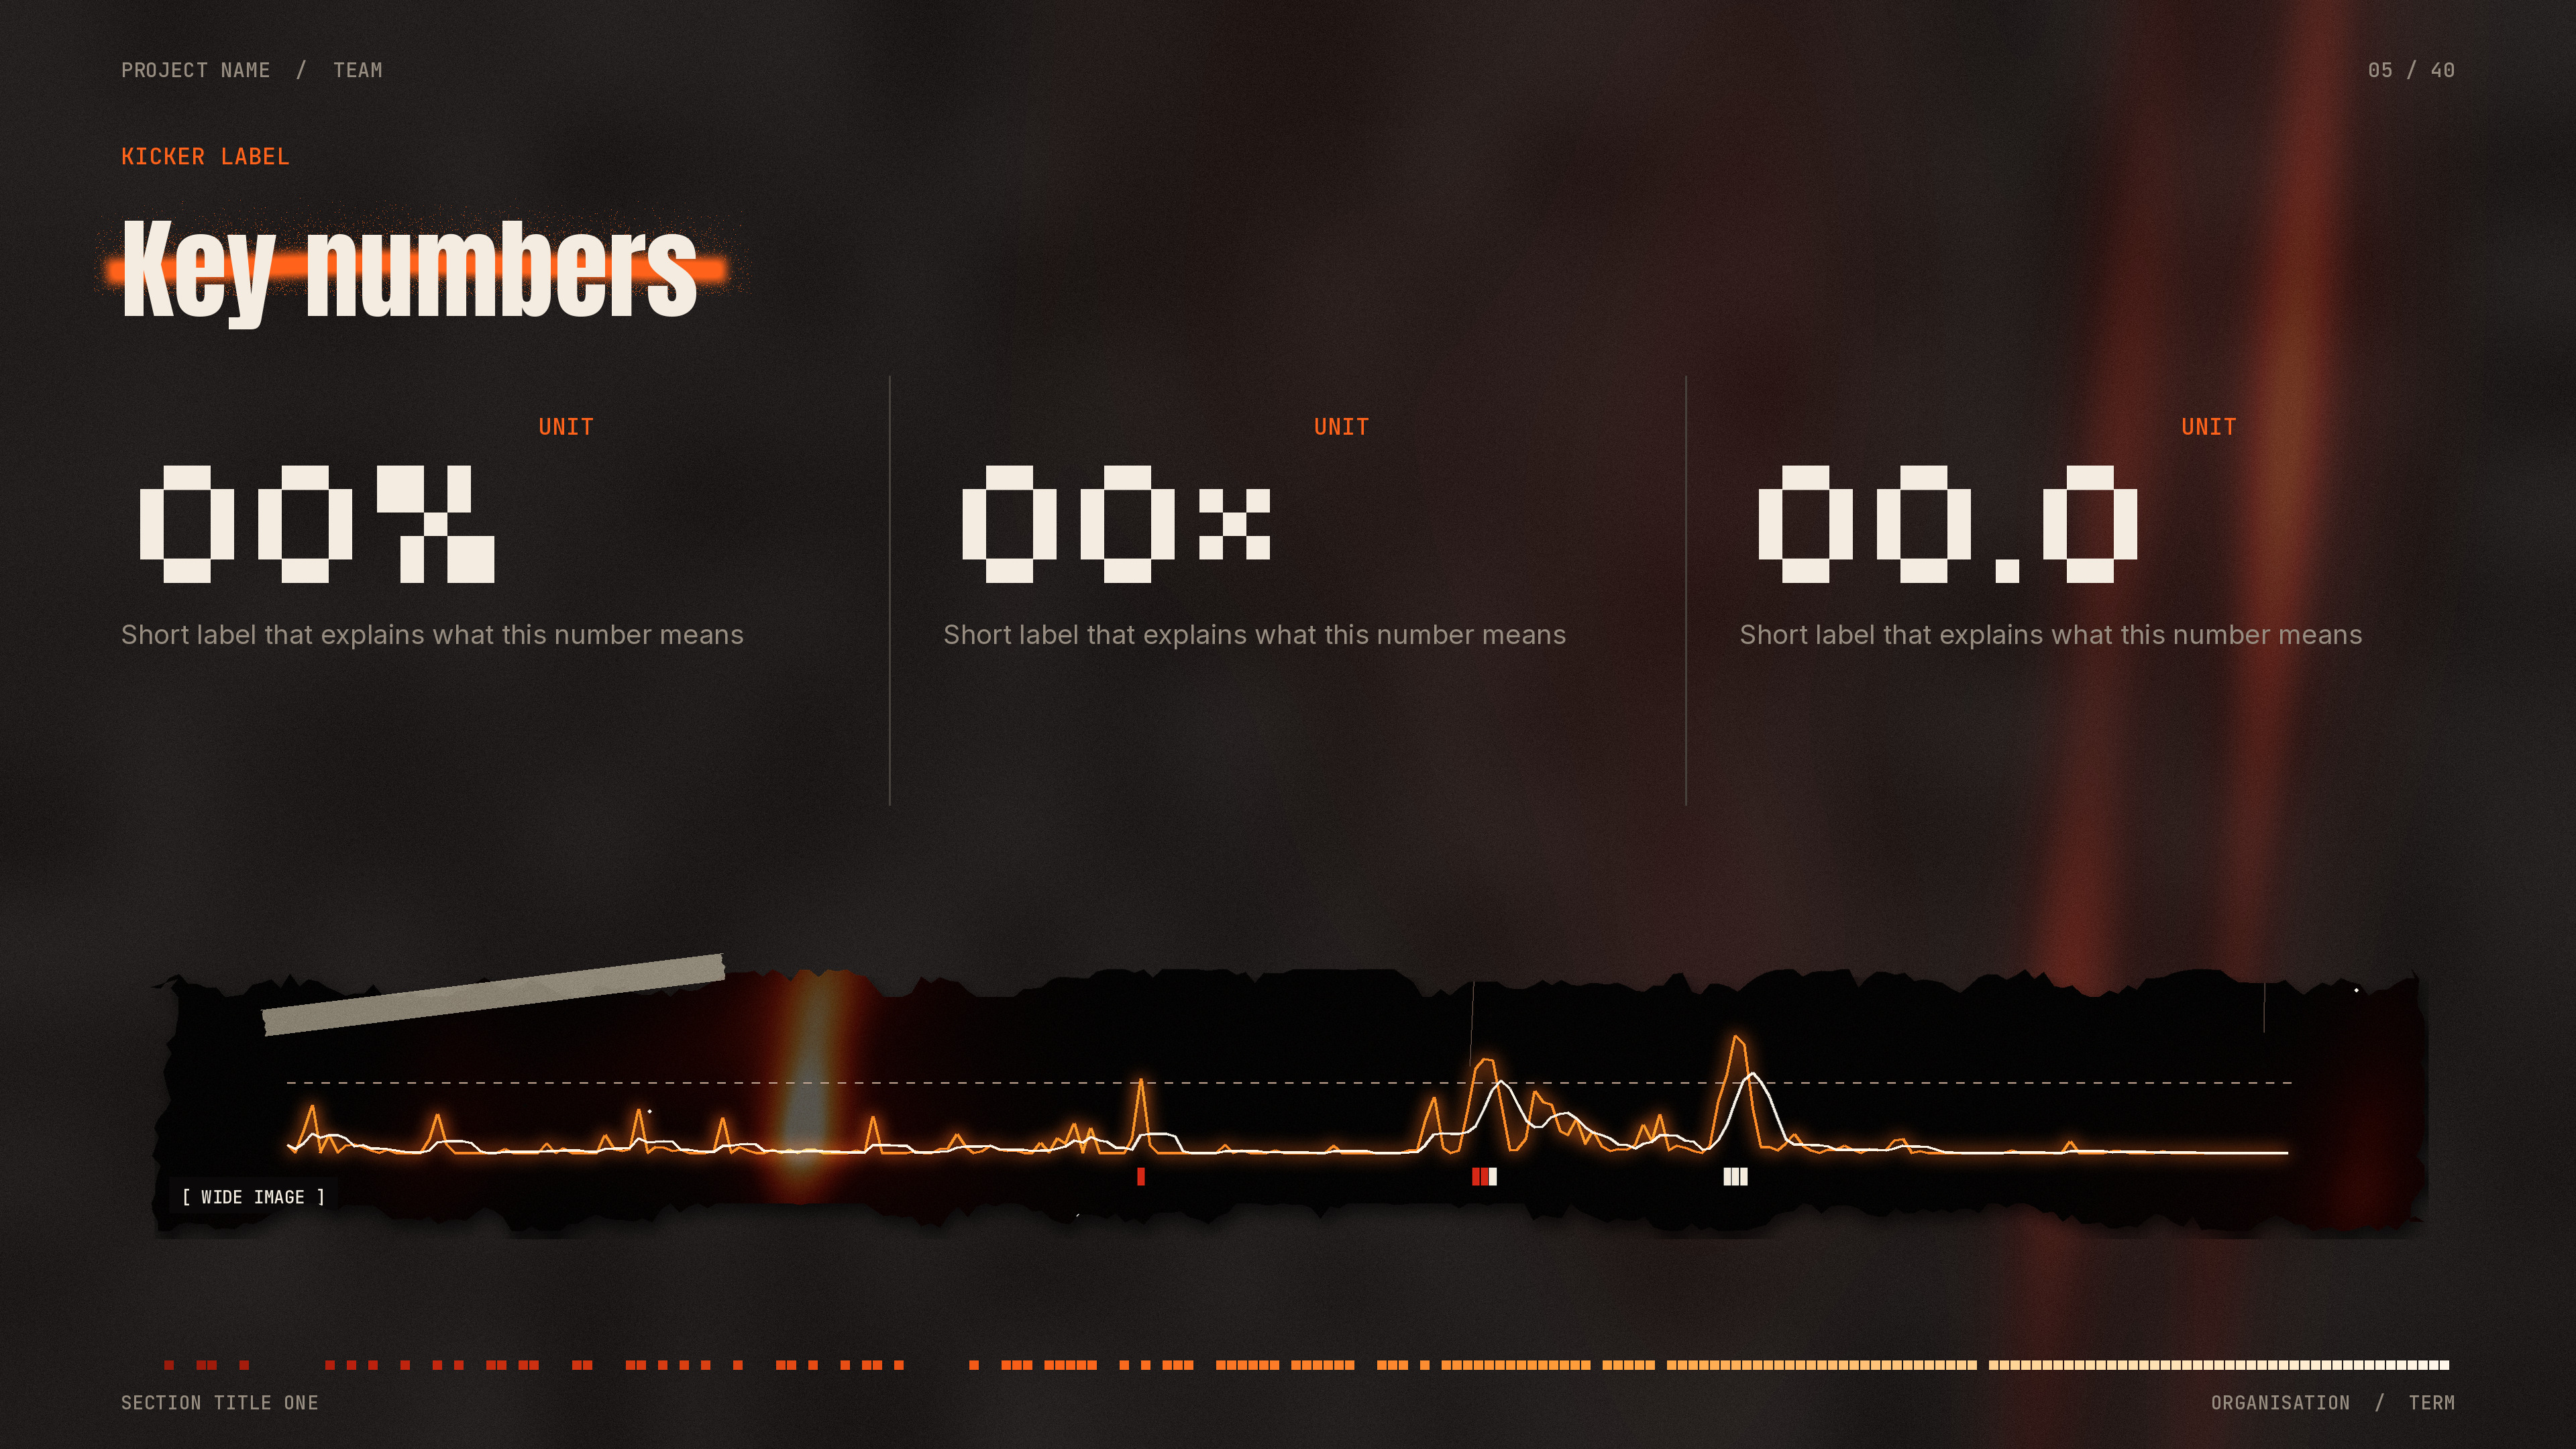 PROJECT NAME / TEAM
05 / 40
KICKER LABEL
Key numbers
UNIT
00%
Short label that explains what this number means
UNIT
00×
Short label that explains what this number means
UNIT
00.0
Short label that explains what this number means
[ WIDE IMAGE ]
SECTION TITLE ONE
ORGANISATION / TERM